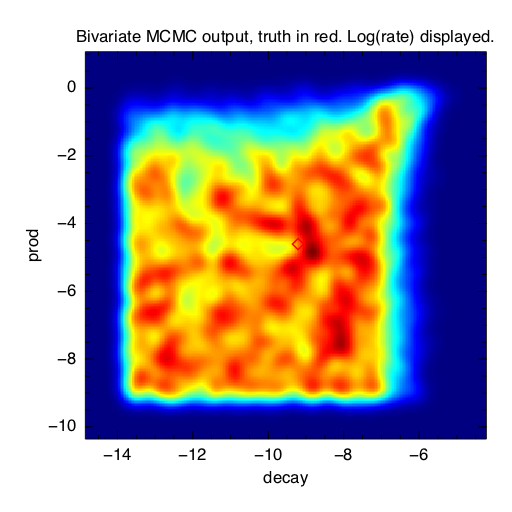 Bivariate MCMC output, truth in red. Log(rate) displayed.
0
−2
−4
prod
−6
−8
−10
−14 −12 −10 −8 −6
decay